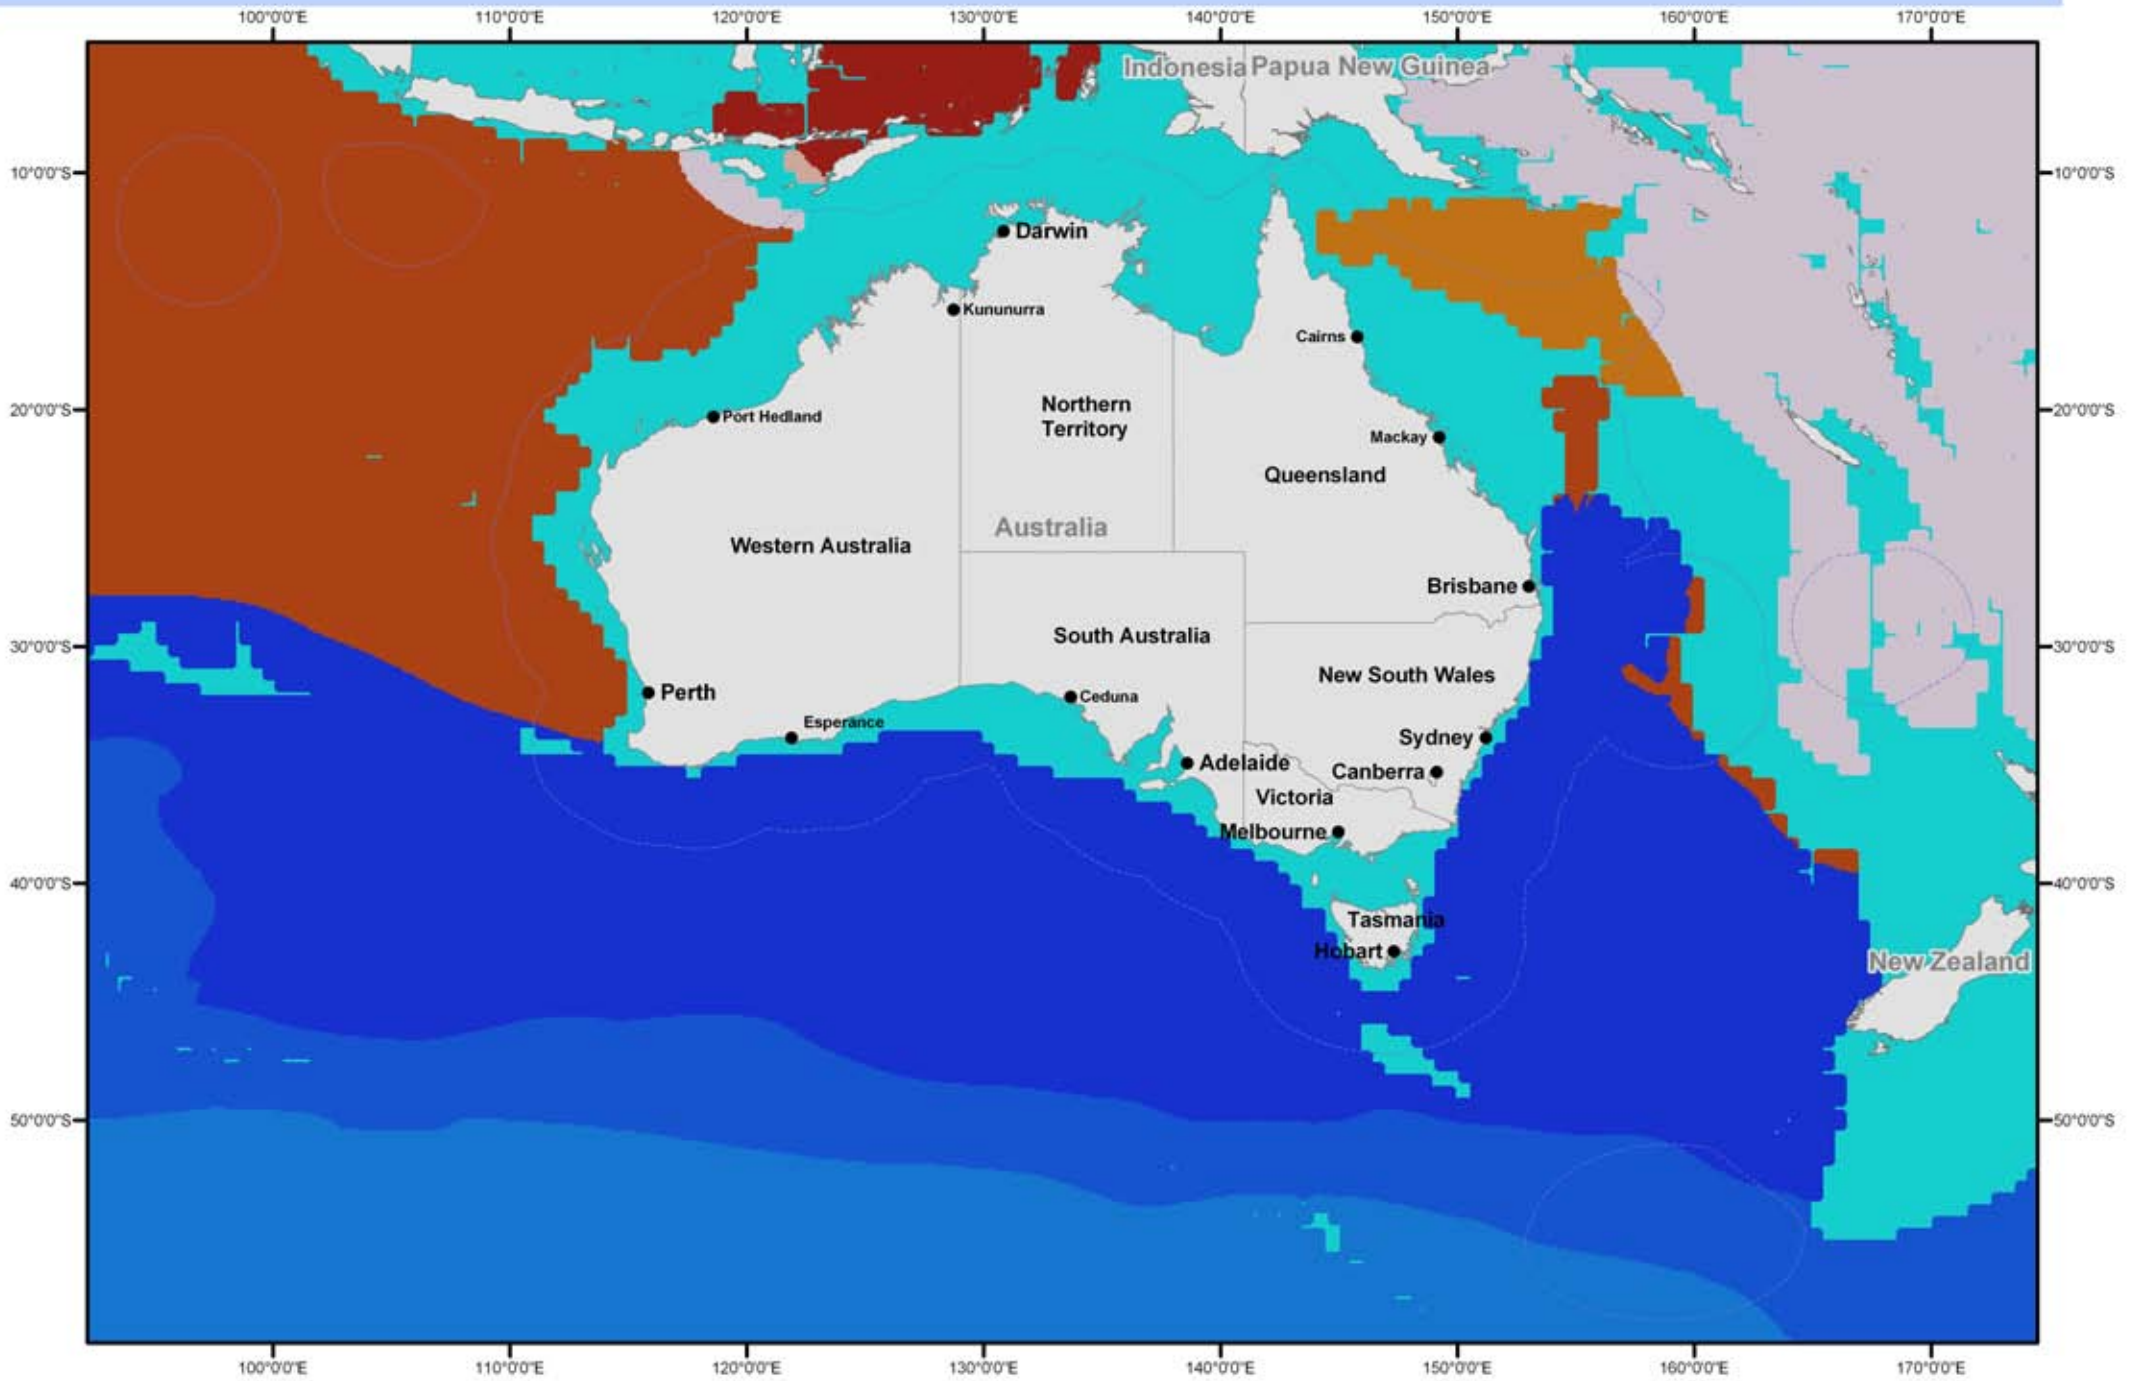 100°0'0"E 110°0'0"E 120°0'0"E 130°0'0"E 140°0'0"E 150°0'0"E 160°0'0"E 170°0'0"E
Indonesia Papua New Guinea
10°0'0"S 10°0'0"S
Darwin
Kununurra
Cairns
20°0'0"S 20°0'0"S
Northern
Territory
Port Hedland
Mackay
Queensland
Australia
Western Australia
Brisbane
South Australia
30°0'0"S 30°0'0"S
New South Wales
Perth
Ceduna
Esperance
Sydney
Adelaide
Canberra
Victoria
Melbourne
40°0'0"S 40°0'0"S
Tasmania
Hobart
New Zealand
50°0'0"S 50°0'0"S
100°0'0"E 110°0'0"E 120°0'0"E 130°0'0"E 140°0'0"E 150°0'0"E 160°0'0"E 170°0'0"E